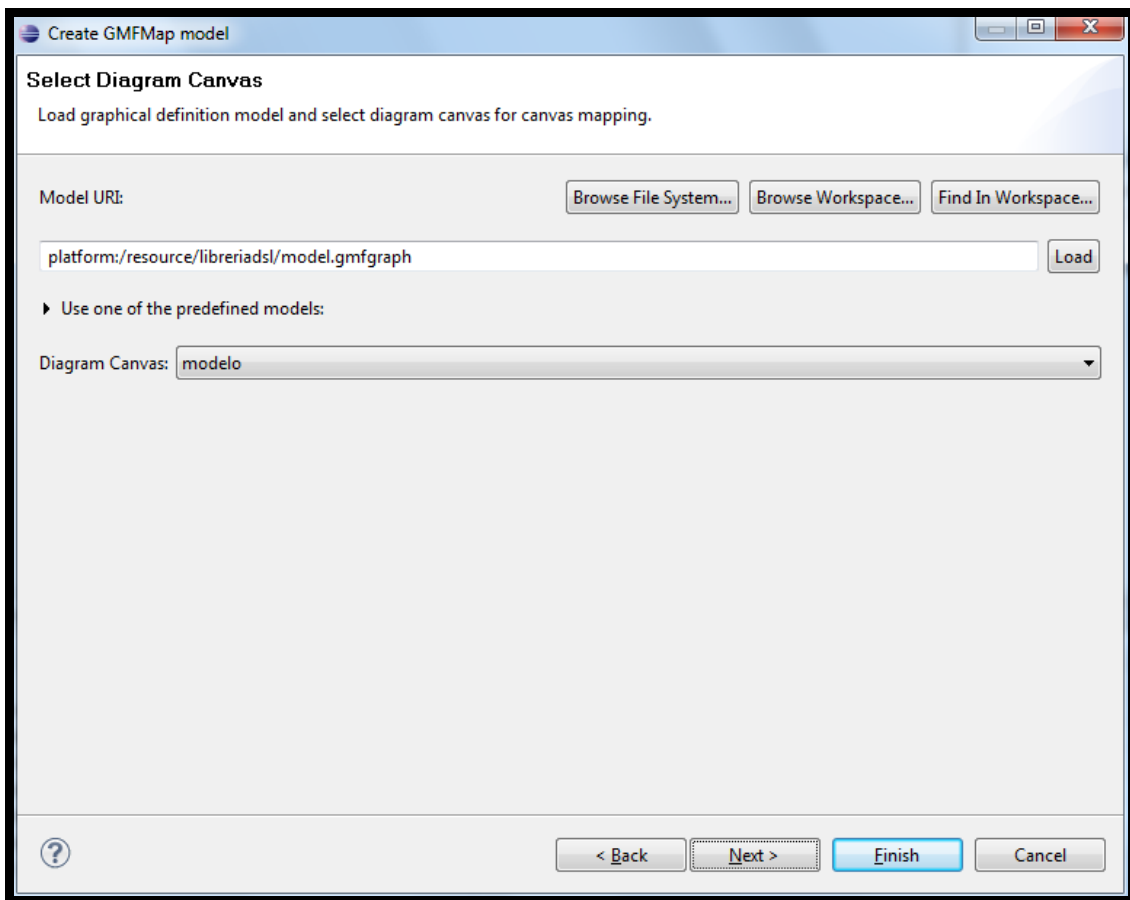 Create GMFMap model
Select Diagram Canvas
Load graphical definition model and select diagram canvas for canvas mapping.
Model URI: Browse File System... Browse Workspace... Find In Workspace...
platform:/resource/libreriadsl/model.gmfgraph Load
Use one of the predefined models:
Diagram Canvas: modelo
? < Back Next > Finish Cancel